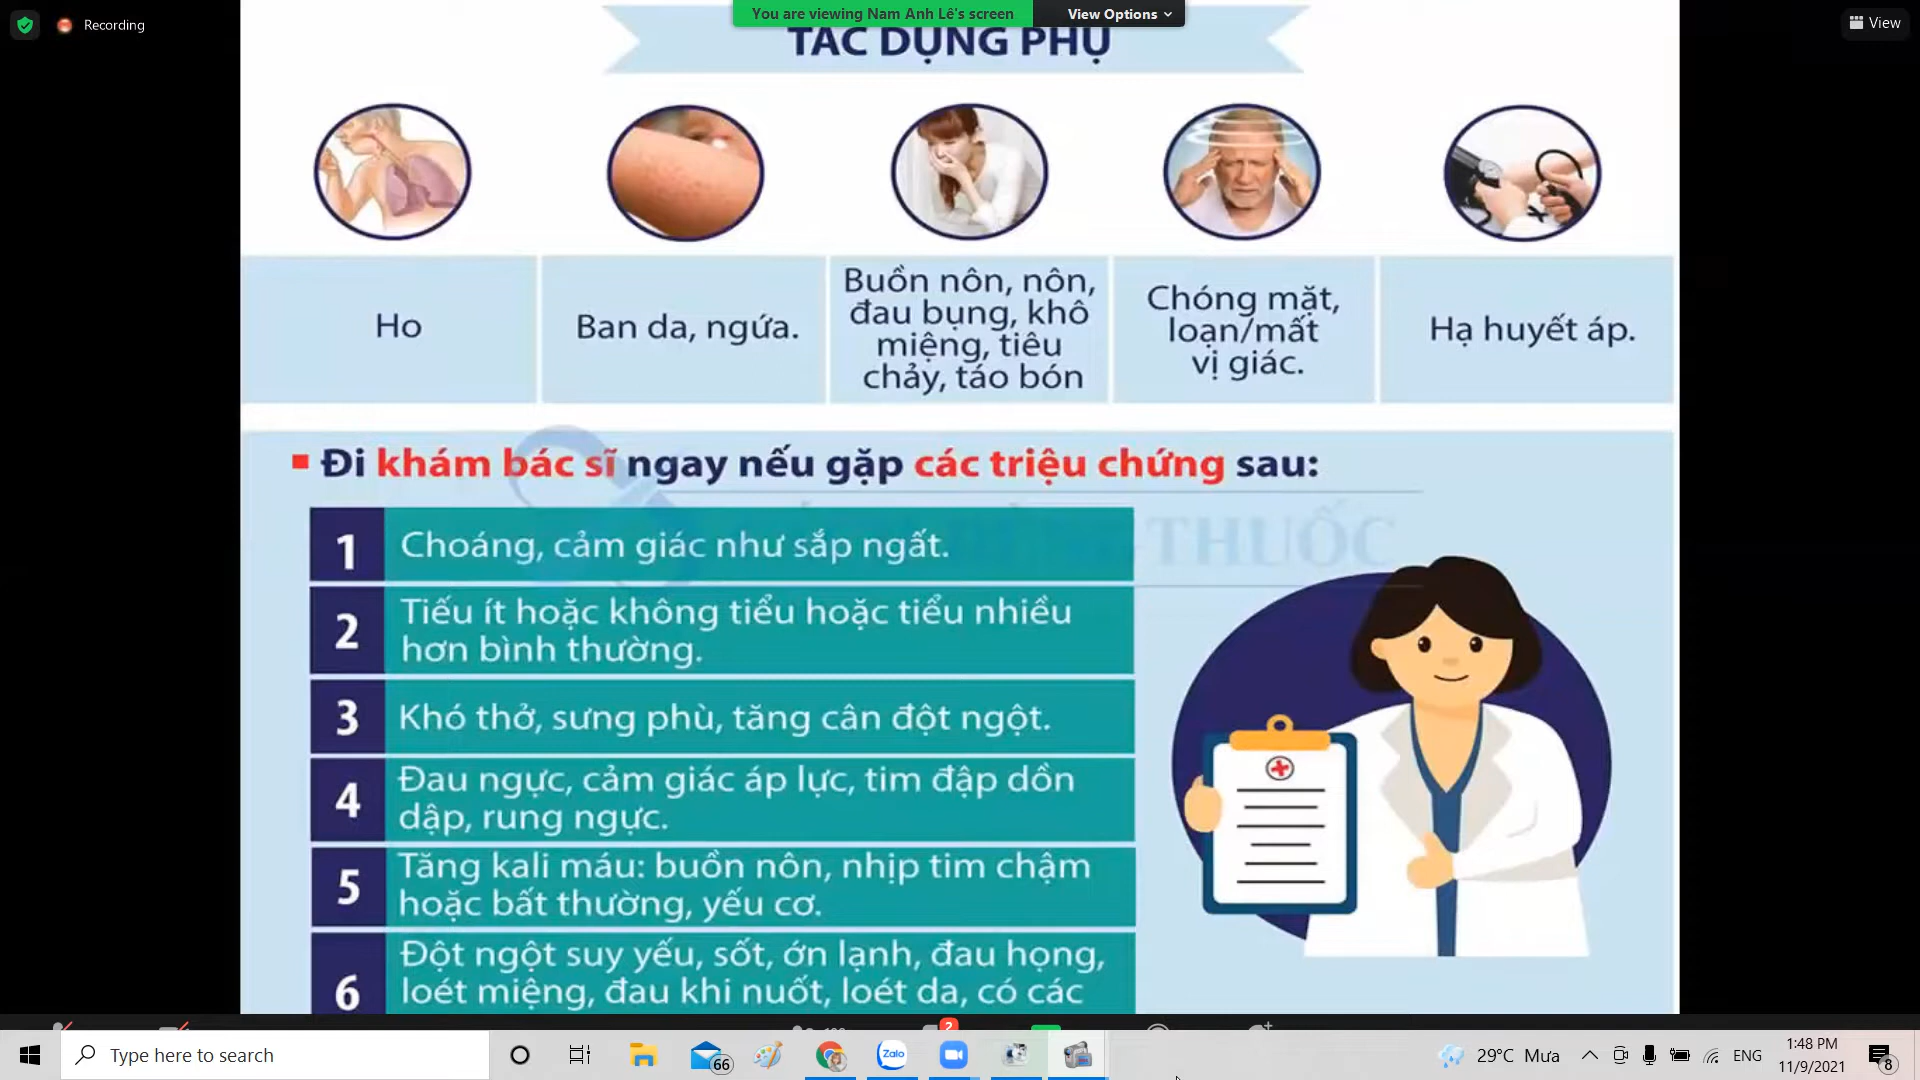 Recording
You are viewing Nam Anh Lê's screen
View Options
View
TÁC DỤNG PHỤ
Ho
Ban da, ngứa.
Buồn nôn, nôn,
đau bụng, khô
miệng, tiêu
chảy, táo bón
Chóng mặt,
loạn/mất
vị giác.
Hạ huyết áp.
Đi khám bác sĩ ngay nếu gặp các triệu chứng sau:
THUỐC
1
Choáng, cảm giác như sắp ngất.
2
Tiểu ít hoặc không tiểu hoặc tiểu nhiều
hơn bình thường.
3
Khó thở, sưng phù, tăng cân đột ngột.
4
Đau ngực, cảm giác áp lực, tim đập dồn
dập, rung ngực.
5
Tăng kali máu: buồn nôn, nhịp tim chậm
hoặc bất thường, yếu cơ.
6
Đột ngột suy yếu, sốt, ớn lạnh, đau họng,
loét miệng, đau khi nuốt, loét da, có các
2
Type here to search
66
Zalo
29°C Mưa
ENG
1:48 PM
11/9/2021
8